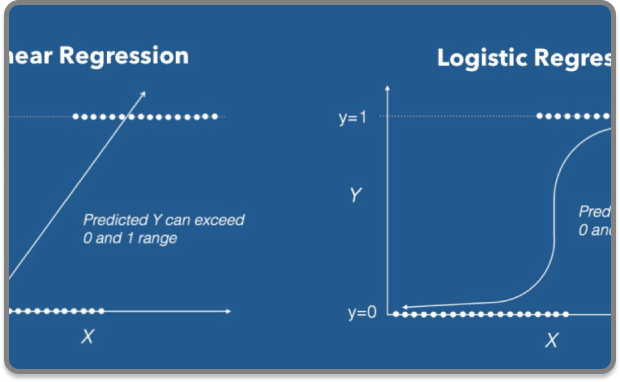 near Regression
Predicted Y can exceed
0 and 1 range
X
Logistic Regres
y=1
Y
Pred
0 and
y=0
X